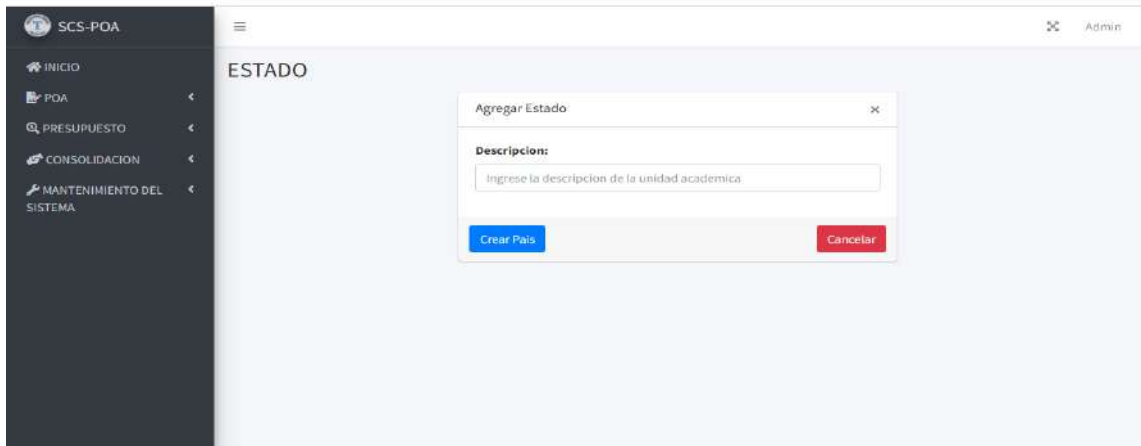 SCS-POA
Admin
INICIO
POA
PRESUPUESTO
CONSOLIDACION
MANTENIMIENTO DEL
SISTEMA
ESTADO
Agregar Estado
Descripcion:
Ingrese la descripcion de la unidad academica
Crear Pais
Cancelar